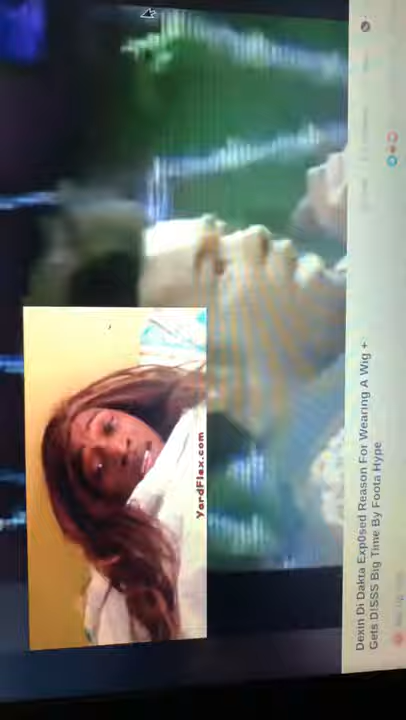 Dexin Di Dakta Exp0sed Reason For Wearing A Wig +
Gets DISSS Big Time By Foota Hype
YardFlex.com